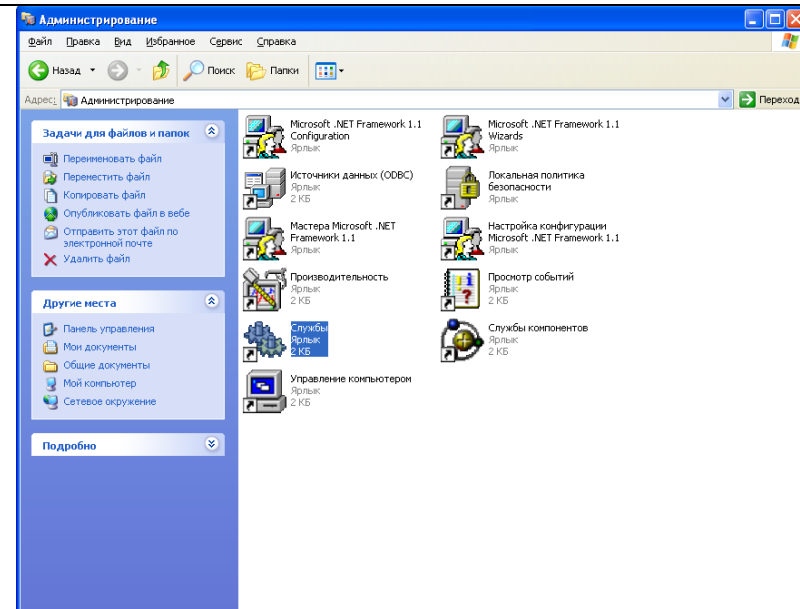 Администрирование
Файл Правка Вид Избранное Сервис Справка
Назад Поиск Папки
Адрес: Администрирование Переход
Задачи для файлов и папок
Переименовать файл
Переместить файл
Копировать файл
Опубликовать файл в вебе
Отправить этот файл по
электронной почте
Удалить файл
Другие места
Панель управления
Мои документы
Общие документы
Мой компьютер
Сетевое окружение
Подробно
Microsoft .NET Framework 1.1
Configuration
Ярлык
Microsoft .NET Framework 1.1
Wizards
Ярлык
Источники данных (ODBC)
Ярлык
2 КБ
Локальная политика
безопасности
Ярлык
Мастера Microsoft .NET
Framework 1.1
Ярлык
Настройка конфигурации
Microsoft .NET Framework 1.1
Ярлык
Производительность
Ярлык
2 КБ
Просмотр событий
Ярлык
2 КБ
Службы
Ярлык
2 КБ
Службы компонентов
Ярлык
2 КБ
Управление компьютером
Ярлык
2 КБ